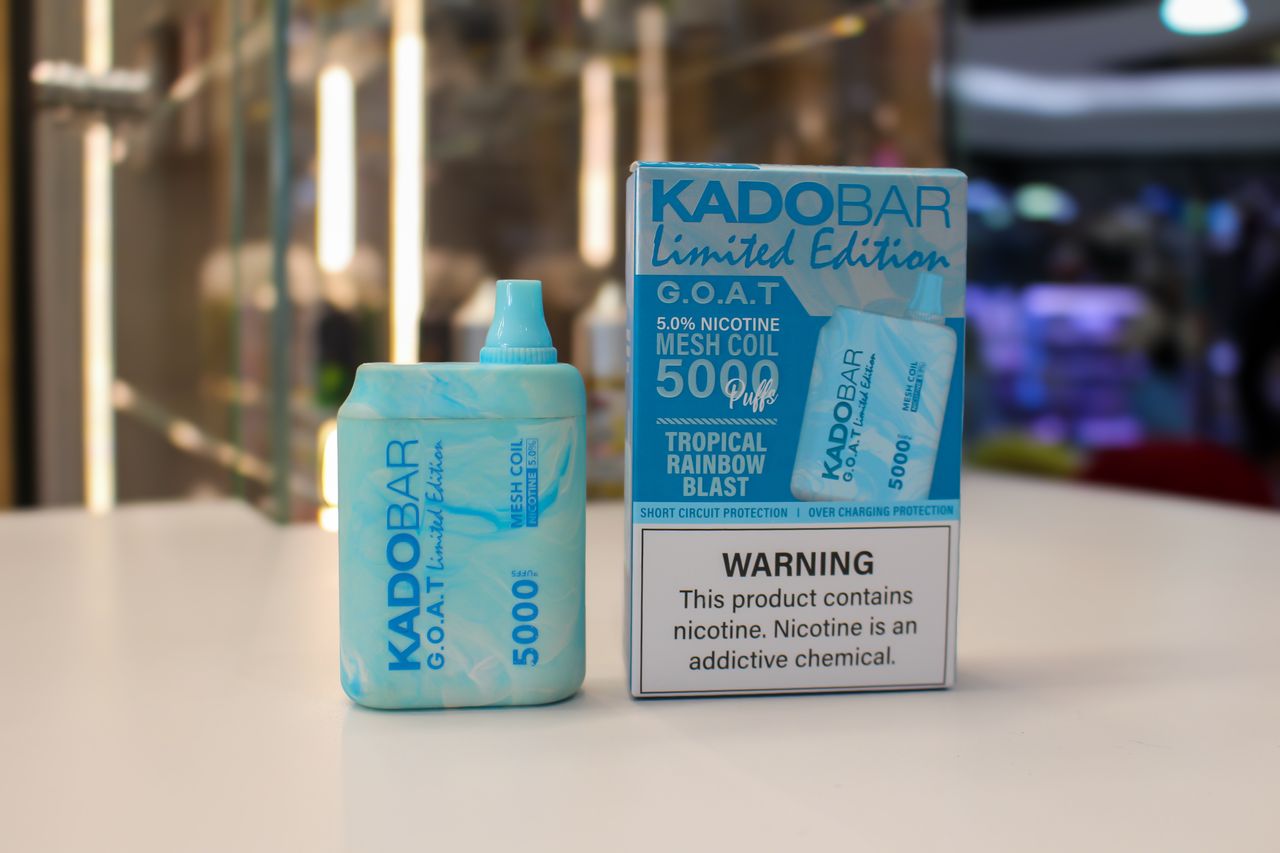 KADOBAR
G.O.A.T Limited Edition
MESH COIL
NICOTINE 5.0%
5000 PUFFS
KADOBAR
Limited Edition
G.O.A.T
5.0% NICOTINE
MESH COIL
5000
Puffs
TROPICAL
RAINBOW
BLAST
KADOBAR
G.O.A.T Limited Edition
MESH COIL
5000
SHORT CIRCUIT PROTECTION | OVER CHARGING PROTECTION
WARNING
This product contains
nicotine. Nicotine is an
addictive chemical.